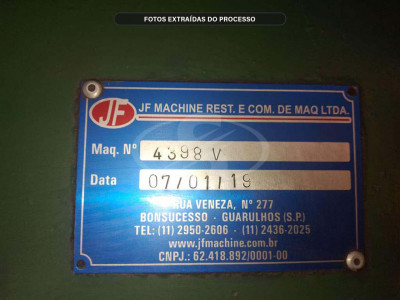 FOTOS EXTRAÍDAS DO PROCESSO
JF JF MACHINE REST. E COM. DE MAQ LTDA.
Maq. Nº 4398 V
Data 07/01/19
RUA VENEZA, Nº 277
BONSUCESSO - GUARULHOS (S.P.)
TEL: (11) 2950-2606 - (11) 2436-2025
www.jfmachine.com.br
CNPJ.: 62.418.892/0001-00